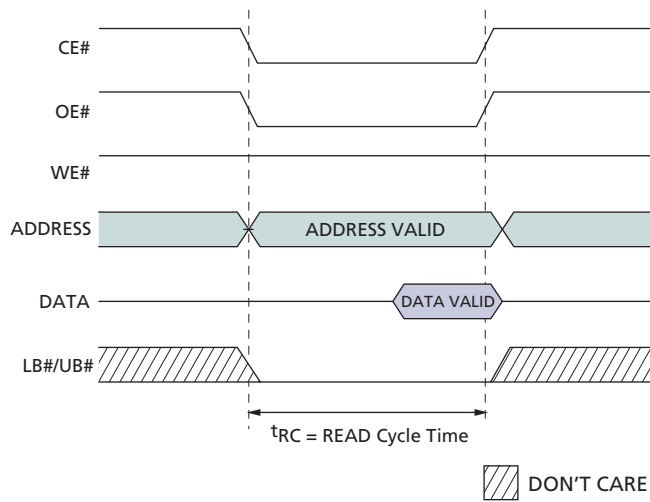 CE#
OE#
WE#
ADDRESS
ADDRESS VALID
DATA
DATA VALID
LB#/UB#
tRC = READ Cycle Time
DON'T CARE